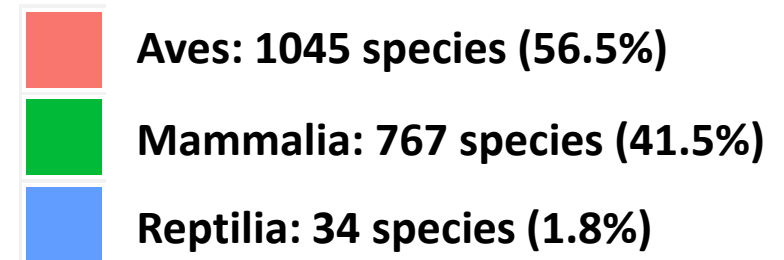 Aves: 1045 species (56.5%)
Mammalia: 767 species (41.5%)
Reptilia: 34 species (1.8%)